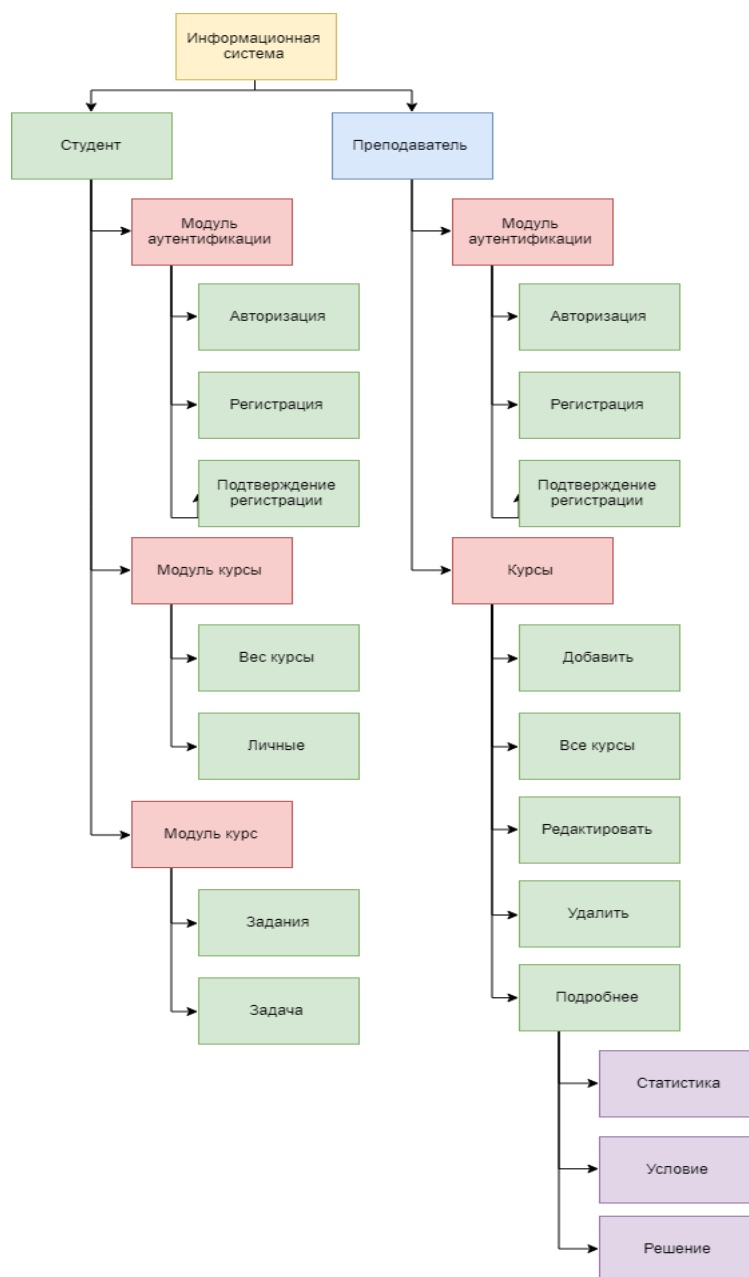 Информационная
система
Студент
Преподаватель
Модуль
аутентификации
Модуль
аутентификации
Авторизация
Авторизация
Регистрация
Регистрация
Подтверждение
регистрации
Подтверждение
регистрации
Модуль курсы
Курсы
Вес курсы
Добавить
Личные
Все курсы
Модуль курс
Редактировать
Задания
Удалить
Задача
Подробнее
Статистика
Условие
Решение